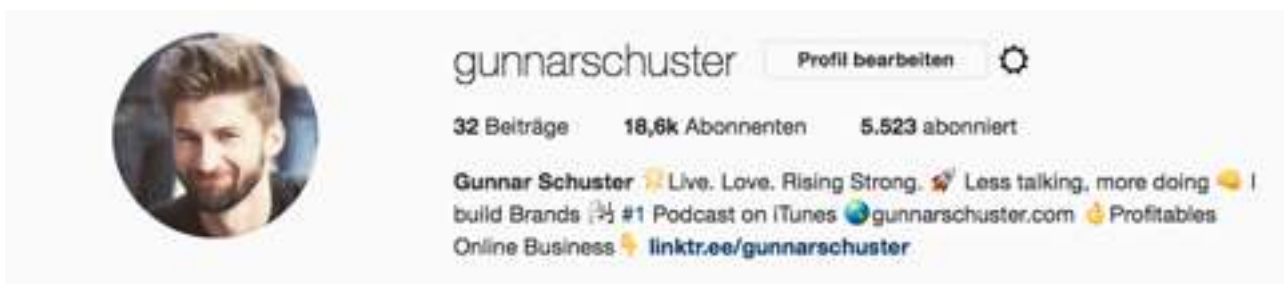 gunnarschuster Profil bearbeiten
32 Beiträge 18,6k Abonnenten 5.523 abonniert
Gunnar Schuster Live. Love. Rising Strong. 🚀 Less talking, more doing 👊 I
build Brands #1 Podcast on iTunes 🌏gunnarschuster.com 👌Profitables
Online Business👇 linktr.ee/gunnarschuster